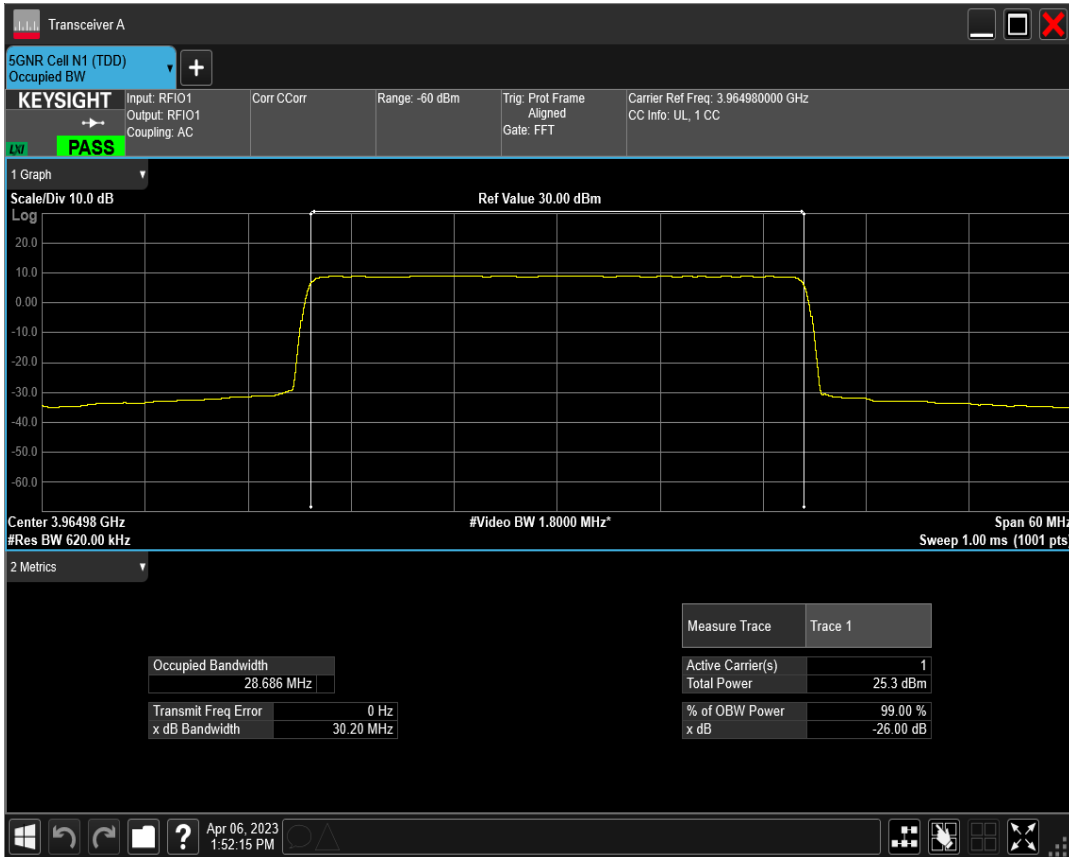 Transceiver A
5GNR Cell N1 (TDD)
Occupied BW
+
KEYSIGHT
LXI
PASS
Input: RFIO1
Output: RFIO1
Coupling: AC
Corr CCorr
Range: -60 dBm
Trig: Prot Frame
Aligned
Gate: FFT
Carrier Ref Freq: 3.964980000 GHz
CC Info: UL, 1 CC
1 Graph
Scale/Div 10.0 dB
Ref Value 30.00 dBm
Log
20.0
10.0
0.00
-10.0
-20.0
-30.0
-40.0
-50.0
-60.0
Center 3.96498 GHz
#Video BW 1.8000 MHz*
Span 60 MHz
#Res BW 620.00 kHz
Sweep 1.00 ms (1001 pts)
2 Metrics
Measure Trace Trace 1
Occupied Bandwidth
28.686 MHz
Transmit Freq Error 0 Hz
x dB Bandwidth 30.20 MHz
Active Carrier(s) 1
Total Power 25.3 dBm
% of OBW Power 99.00 %
x dB -26.00 dB
?
Apr 06, 2023
1:52:15 PM